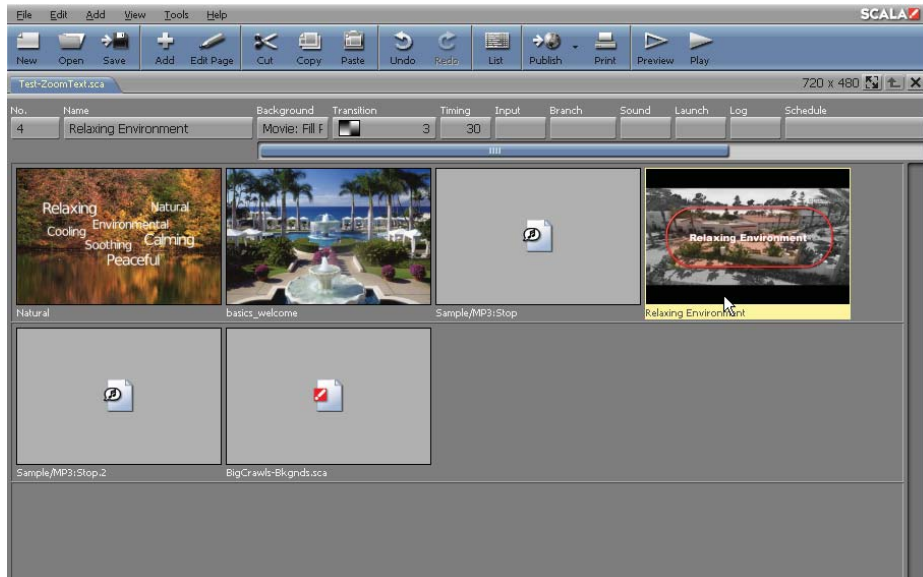 File Edit Add View Tools Help SCALA
New Open Save Add Edit Page Cut Copy Paste Undo Redo List Publish Print Preview Play
Test-ZoomText.sca 720 x 480
No. Name Background Transition Timing Input Branch Sound Launch Log Schedule
4 Relaxing Environment Movie: Fill F 3 30
Relaxing Natural
Cooling Environmental
Soothing Calming
Peaceful
Relaxing Environment
Natural basics_welcome Sample/MP3:Stop Relaxing Environment
Sample/MP3:Stop.2 BigCrawls-Bkgnds.sca